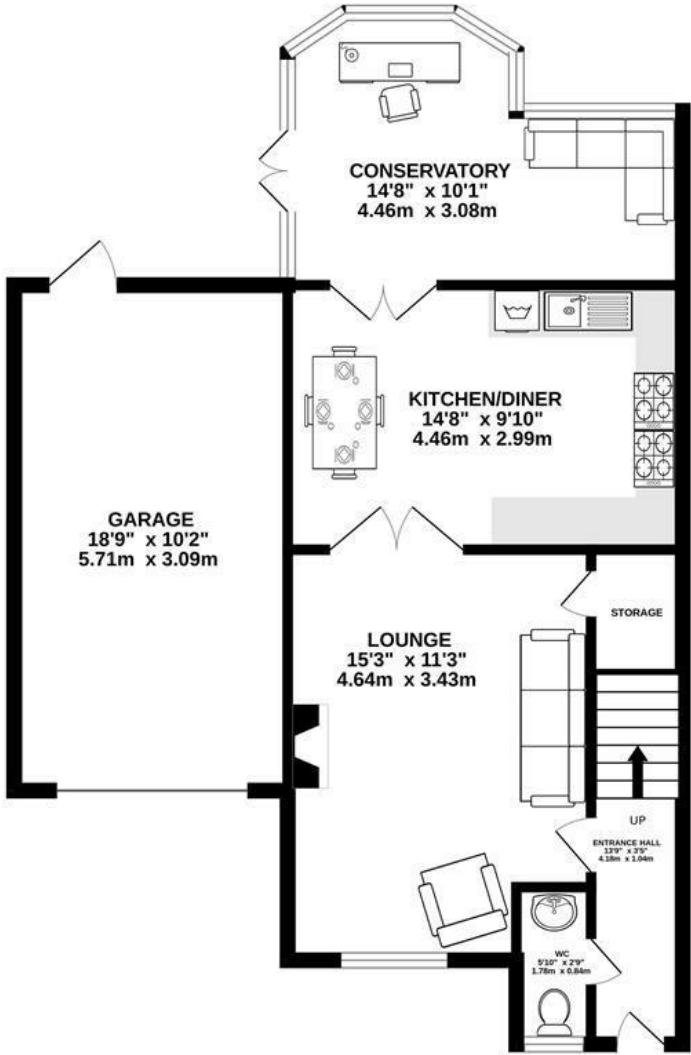 CONSERVATORY
14'8" x 10'1"
4.46m x 3.08m
KITCHEN/DINER
14'8" x 9'10"
4.46m x 2.99m
GARAGE
18'9" x 10'2"
5.71m x 3.09m
STORAGE
LOUNGE
15'3" x 11'3"
4.64m x 3.43m
UP
ENTRANCE HALL
13'9" x 3'5"
4.18m x 1.04m
WC
5'10" x 2'9"
1.78m x 0.84m